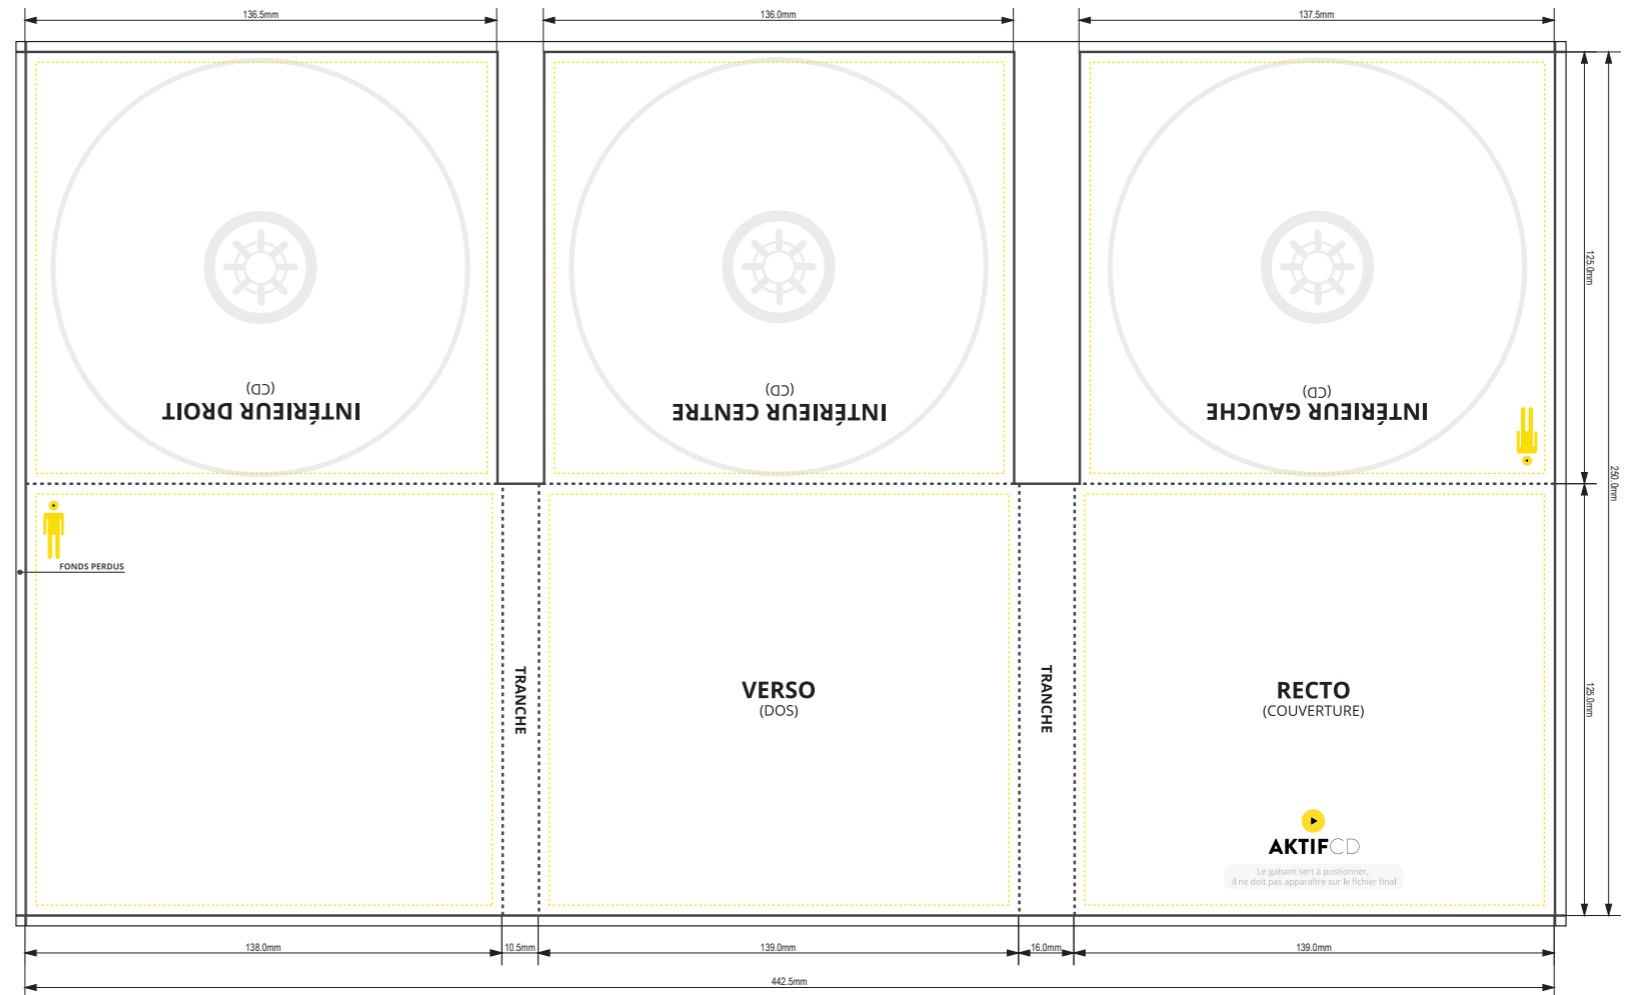 136.5mm
136.0mm
137.5mm
125.0mm
250.0mm
(CD)
INTÉRIEUR DROIT
(CD)
INTÉRIEUR CENTRE
(CD)
INTÉRIEUR GAUCHE
FONDS PERDUS
TRANCHE
VERSO
(DOS)
TRANCHE
RECTO
(COUVERTURE)
125.0mm
AKTIFCD
Le gabarit sert à postionner,
il ne doit pas apparaître sur le fichier final
138.0mm
10.5mm
139.0mm
16.0mm
139.0mm
442.5mm